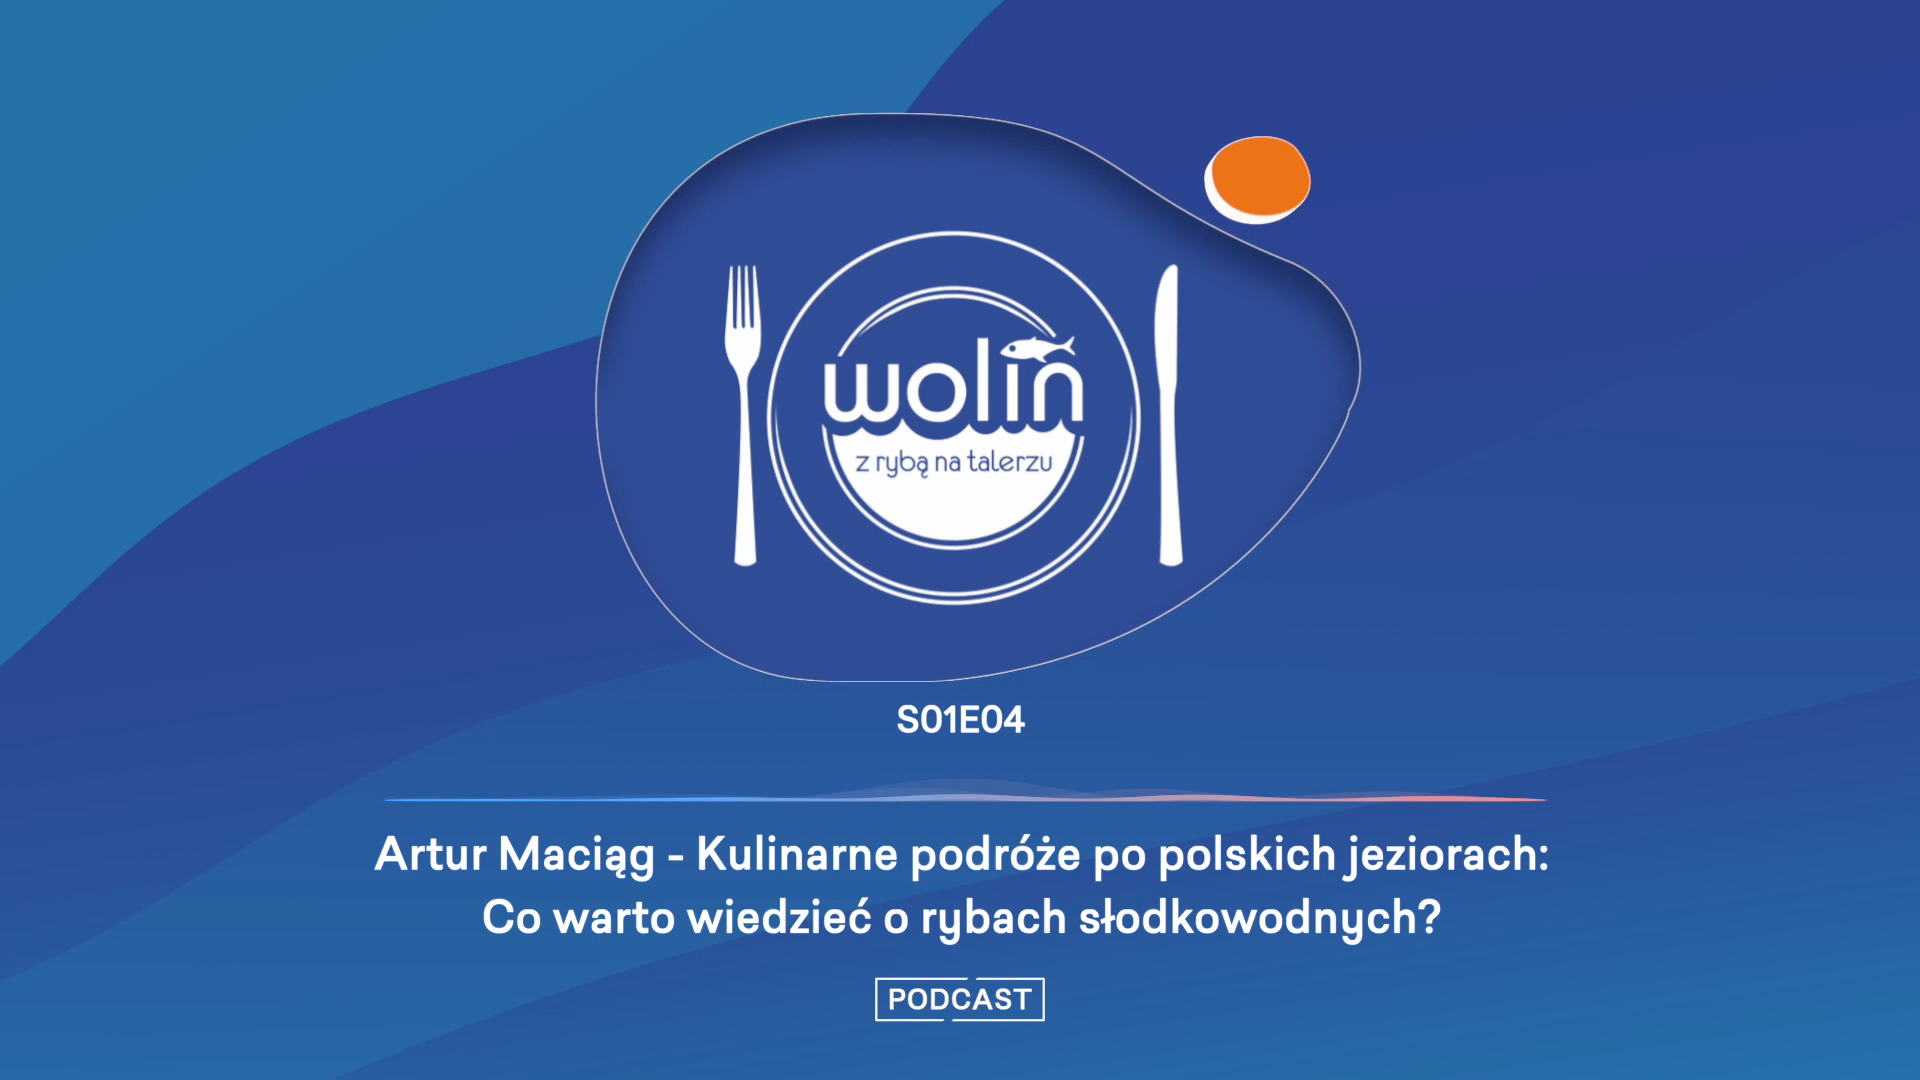 wolin
z rybą na talerzu
S01E04
Artur Maciąg - Kulinarne podróże po polskich jeziorach:
Co warto wiedzieć o rybach słodkowodnych?
PODCAST